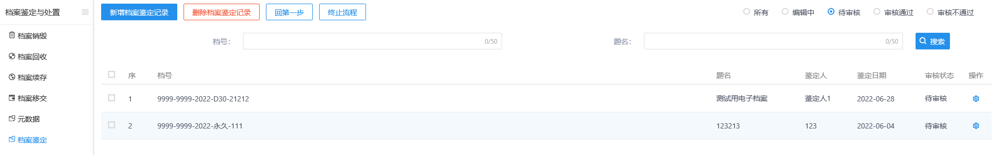 档案鉴定与处置
档案销毁
档案回收
档案续存
档案移交
元数据
档案鉴定
新增档案鉴定记录 删除档案鉴定记录 回第一步 终止流程 所有 编辑中 待审核 审核通过 审核不通过
档号: 0/50 题名: 0/50 搜索
序 档号 题名 鉴定人 鉴定日期 审核状态 操作
1 9999-9999-2022-D30-21212 测试用电子档案 鉴定人1 2022-06-28 待审核
2 9999-9999-2022-永久-111 123213 123 2022-06-04 待审核